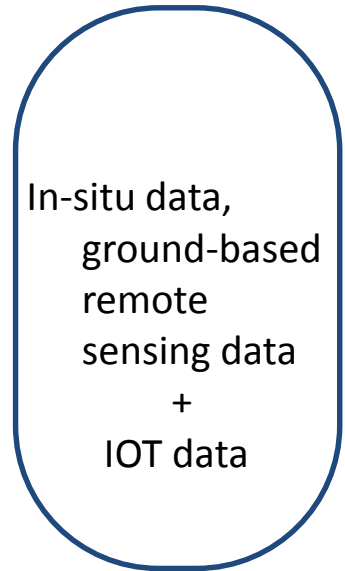 In-situ data,
ground-based
remote
sensing data
+
IOT data